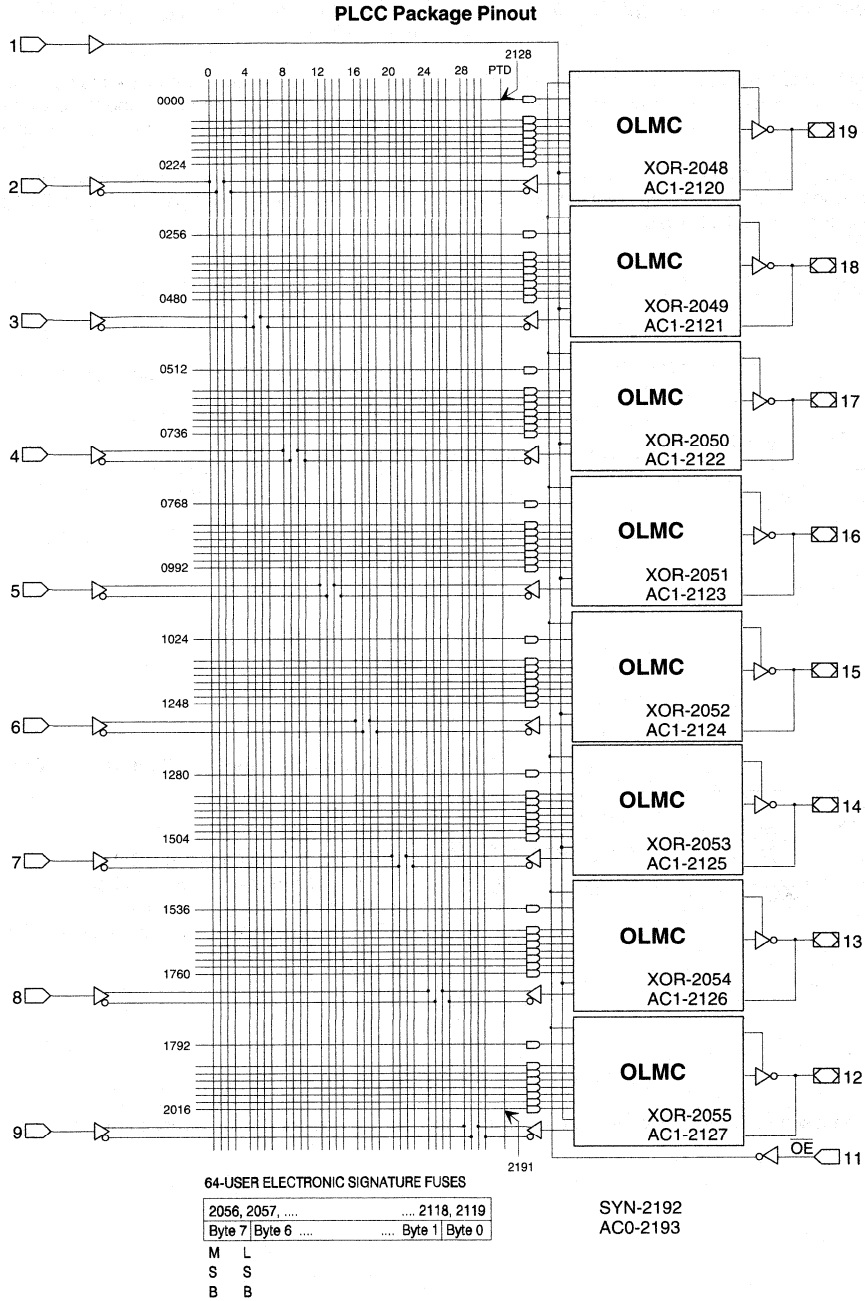 PLCC Package Pinout
1
2128
0 4 8 12 16 20 24 28 PTD
0000
OLMC
19
0224
XOR-2048
2
AC1-2120
0256
OLMC
18
0480
XOR-2049
3
AC1-2121
0512
OLMC
17
0736
XOR-2050
4
AC1-2122
0768
OLMC
16
0992
XOR-2051
5
AC1-2123
1024
OLMC
15
1248
XOR-2052
6
AC1-2124
1280
OLMC
14
1504
XOR-2053
7
AC1-2125
1536
OLMC
13
1760
XOR-2054
8
AC1-2126
1792
OLMC
12
2016
XOR-2055
9
AC1-2127
OE
11
2191
64-USER ELECTRONIC SIGNATURE FUSES
2056, 2057, .... .... 2118, 2119
Byte 7 Byte 6 .... .... Byte 1 Byte 0
M L
S S
B B
SYN-2192
AC0-2193